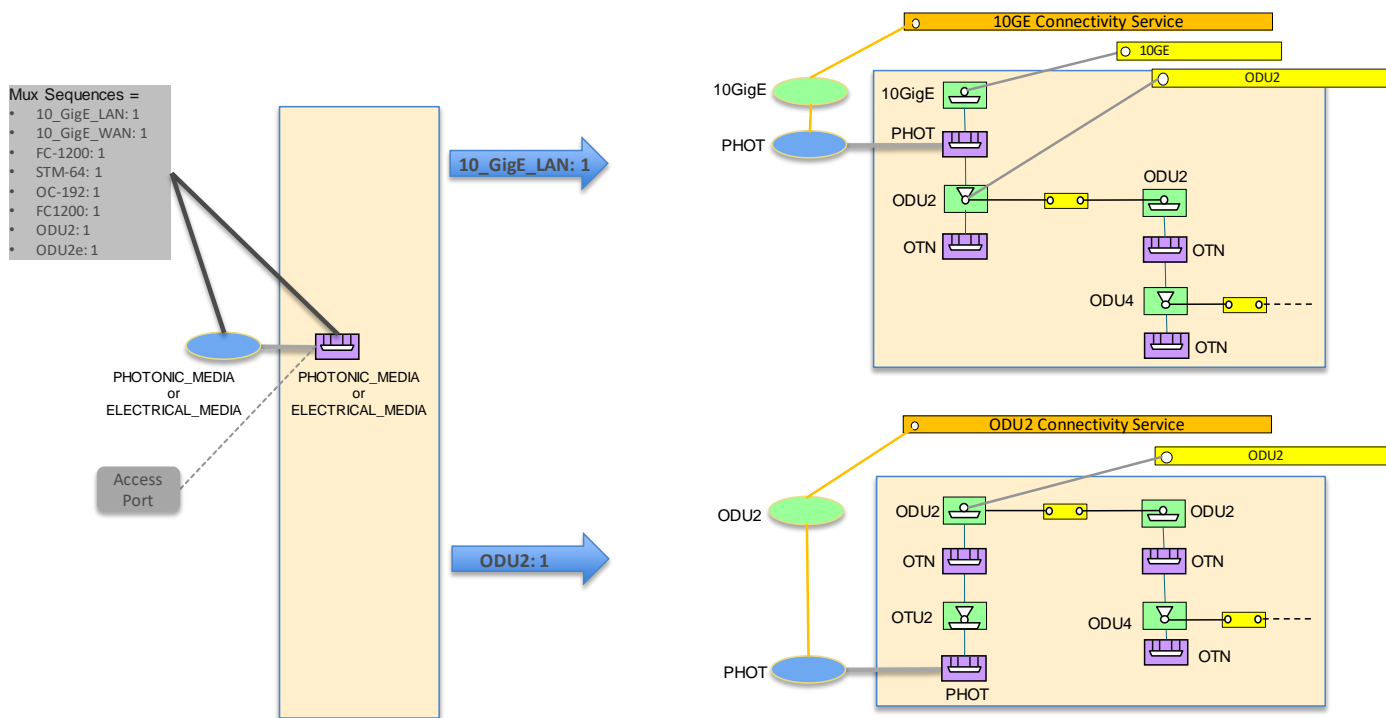 Mux Sequences =
• 10_GigE_LAN: 1
• 10_GigE_WAN: 1
• FC-1200: 1
• STM-64: 1
• OC-192: 1
• FC1200: 1
• ODU2: 1
• ODU2e: 1
PHOTONIC_MEDIA
or
ELECTRICAL_MEDIA
PHOTONIC_MEDIA
or
ELECTRICAL_MEDIA
Access
Port
10_GigE_LAN: 1
ODU2: 1
10GE Connectivity Service
10GE
ODU2
10GigE
10GigE
PHOT
PHOT
ODU2
ODU2
OTN
OTN
ODU4
OTN
ODU2 Connectivity Service
ODU2
ODU2
ODU2
ODU2
OTN
OTN
OTU2
ODU4
OTN
PHOT
PHOT